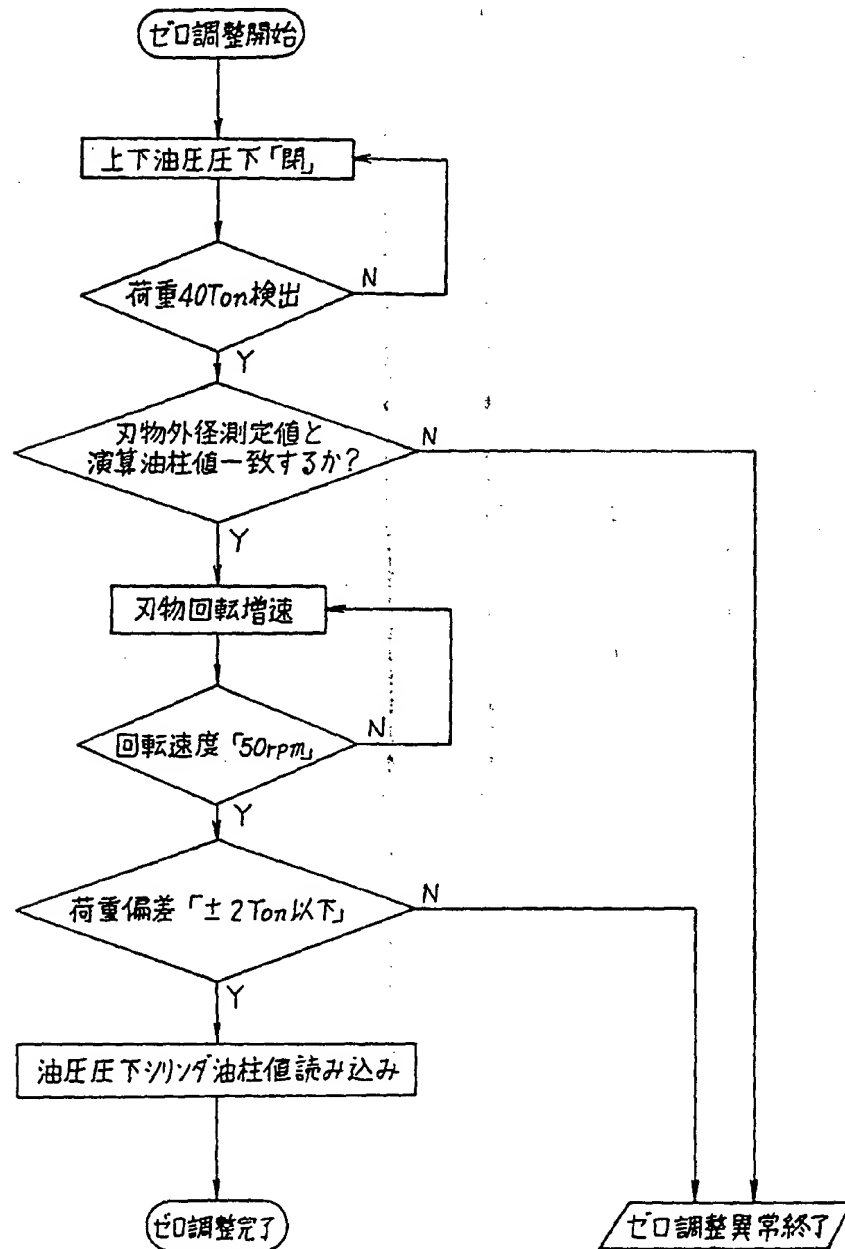 ゼロ調整開始
上下油圧圧下「閉」
荷重40Ton検出
N
Y
刃物外径測定値と
演算油柱値一致するか?
N
Y
刃物回転増速
回転速度「50rpm」
N
Y
荷重偏差「±2Ton以下」
N
Y
油圧圧下シリンダ油柱値読み込み
ゼロ調整完了
ゼロ調整異常終了